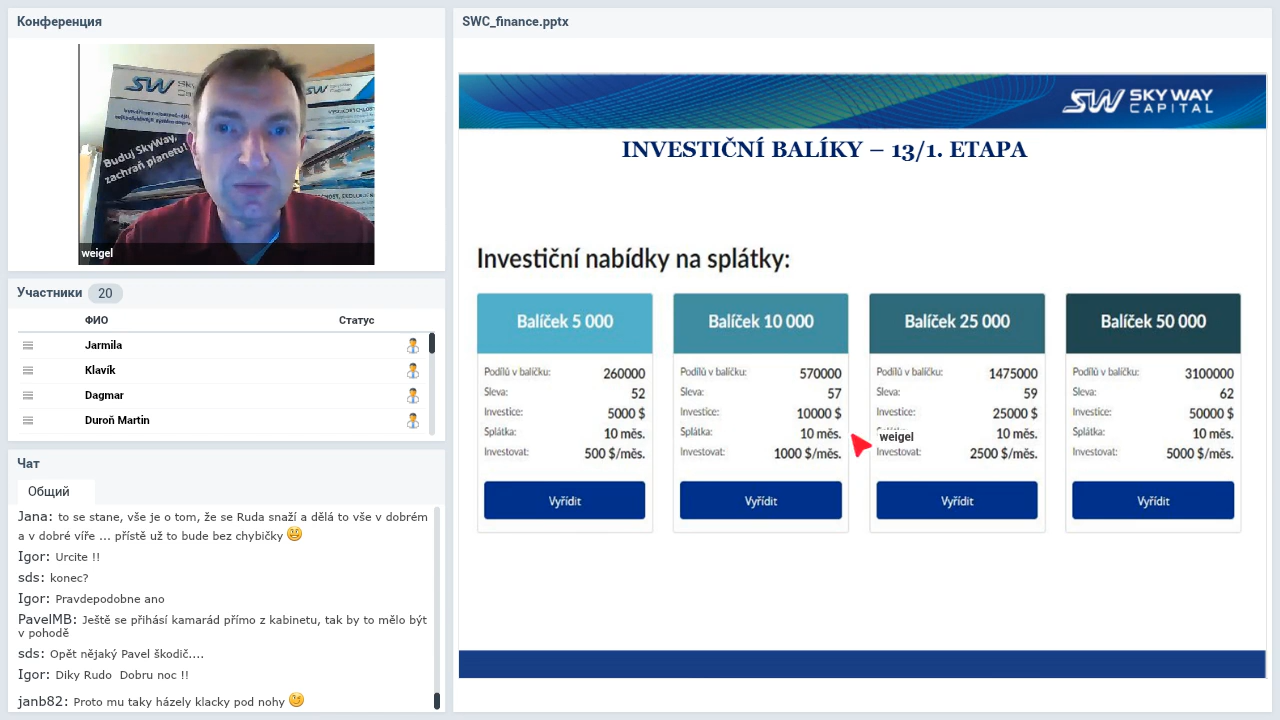 Конференция
SW
Buduj SkyWay,
zachraň planetu!
weigel
Участники 20
ФИО Статус
Jarmila
Klavík
Dagmar
Duroň Martin
Чат
Общий
Jana: to se stane, vše je o tom, že se Ruda snaží a dělá to vše v dobrém
a v dobré víře ... přístě už to bude bez chybičky
Igor: Urcite !!
sds: konec?
Igor: Pravdepodobne ano
PavelMB: Ještě se přihásí kamarád přímo z kabinetu, tak by to mělo být
v pohodě
sds: Opět nějaký Pavel škodič....
Igor: Diky Rudo Dobru noc !!
janb82: Proto mu taky házely klacky pod nohy
SWC_finance.pptx
SW SKY WAY
CAPITAL
INVESTIČNÍ BALÍKY – 13/1. ETAPA
Investiční nabídky na splátky:
Balíček 5 000
Podílů v balíčku: 260000
Sleva: 52
Investice: 5000 $
Splátka: 10 měs.
Investovat: 500 $/měs.
Vyřídit
Balíček 10 000
Podílů v balíčku: 570000
Sleva: 57
Investice: 10000 $
Splátka: 10 měs.
Investovat: 1000 $/měs.
Vyřídit
weigel
Balíček 25 000
Podílů v balíčku: 1475000
Sleva: 59
Investice: 25000 $
10 měs.
Investovat: 2500 $/měs.
Vyřídit
Balíček 50 000
Podílů v balíčku: 3100000
Sleva: 62
Investice: 50000 $
Splátka: 10 měs.
Investovat: 5000 $/měs.
Vyřídit